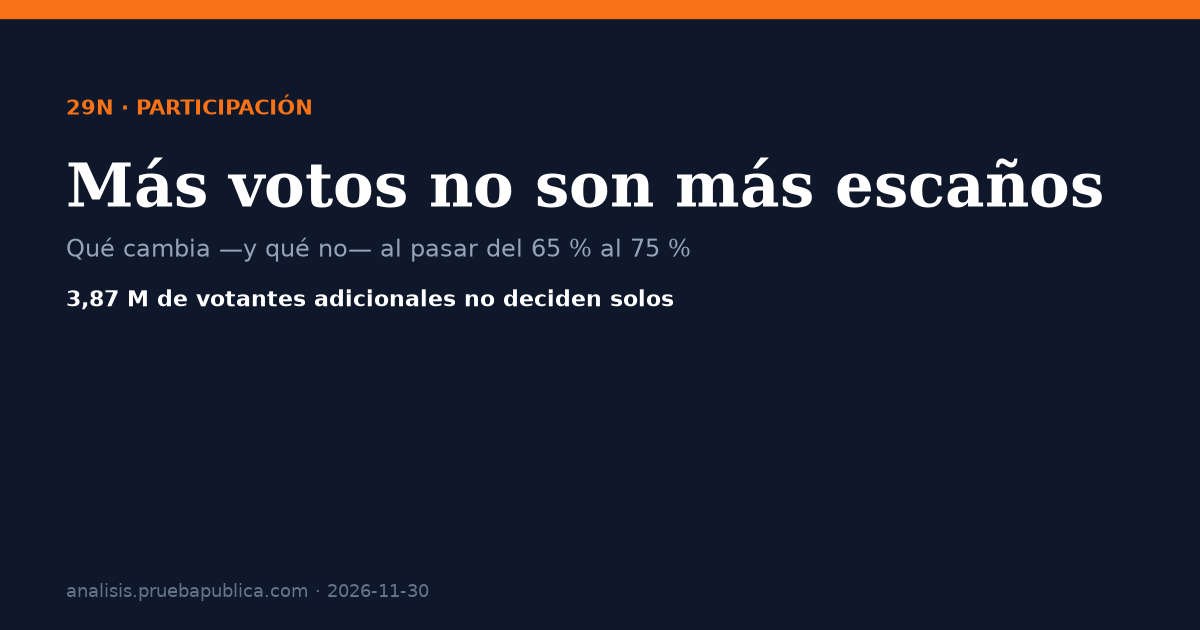 29N · PARTICIPACIÓN
Más votos no son más escaños
Qué cambia —y qué no— al pasar del 65 % al 75 %
3,87 M de votantes adicionales no deciden solos
analisis.pruebapublica.com · 2026-11-30